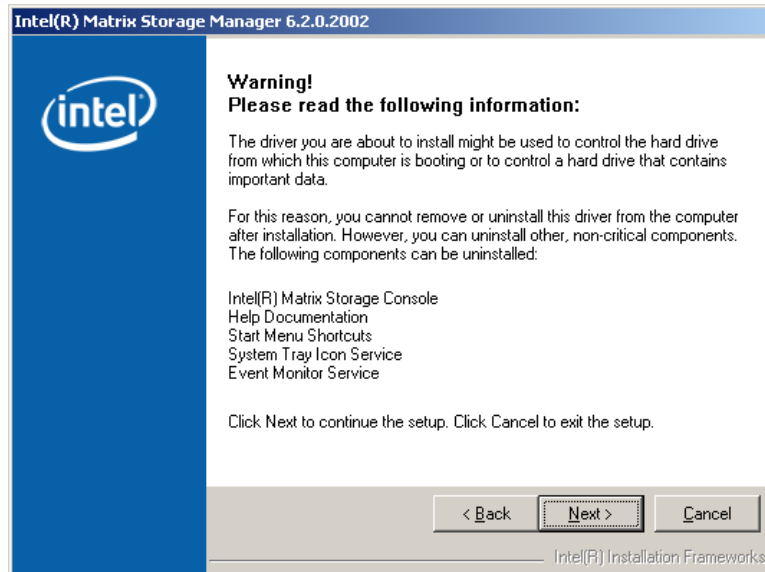 Intel(R) Matrix Storage Manager 6.2.0.2002
intel
Warning!
Please read the following information:
The driver you are about to install might be used to control the hard drive
from which this computer is booting or to control a hard drive that contains
important data.
For this reason, you cannot remove or uninstall this driver from the computer
after installation. However, you can uninstall other, non-critical components.
The following components can be uninstalled:
Intel(R) Matrix Storage Console
Help Documentation
Start Menu Shortcuts
System Tray Icon Service
Event Monitor Service
Click Next to continue the setup. Click Cancel to exit the setup.
< Back Next > Cancel
Intel(R) Installation Frameworks